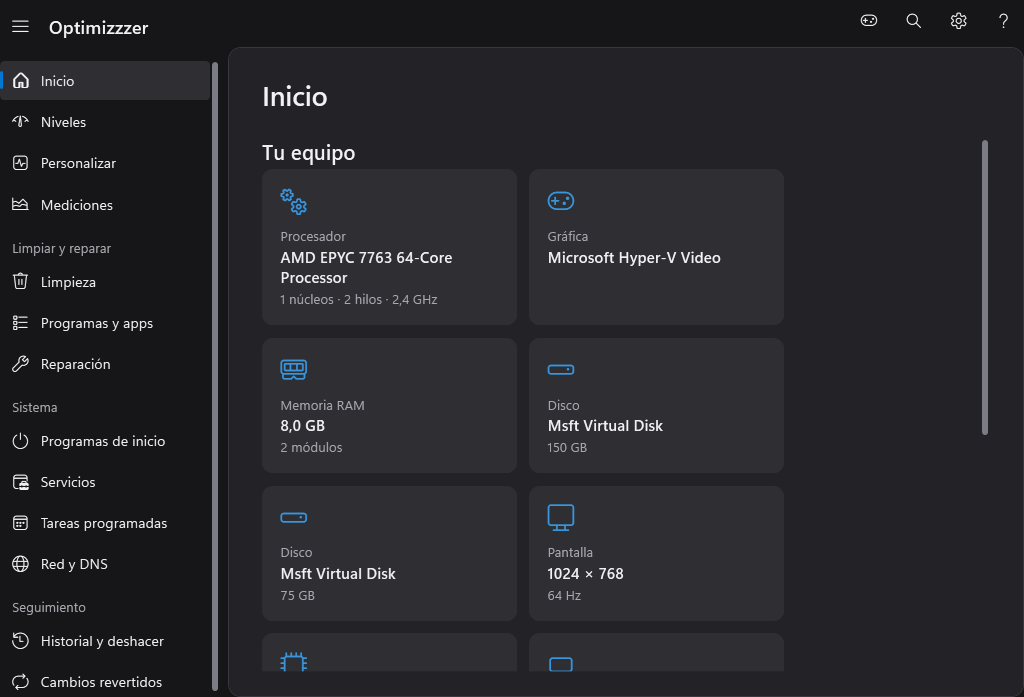 Optimizzzer
?
Inicio
Niveles
Personalizar
Mediciones
Limpiar y reparar
Limpieza
Programas y apps
Reparación
Sistema
Programas de inicio
Servicios
Tareas programadas
Red y DNS
Seguimiento
Historial y deshacer
Cambios revertidos
Inicio
Tu equipo
Procesador
AMD EPYC 7763 64-Core
Processor
1 núcleos · 2 hilos · 2,4 GHz
Gráfica
Microsoft Hyper-V Video
Memoria RAM
8,0 GB
2 módulos
Disco
Msft Virtual Disk
150 GB
Disco
Msft Virtual Disk
75 GB
Pantalla
1024 × 768
64 Hz